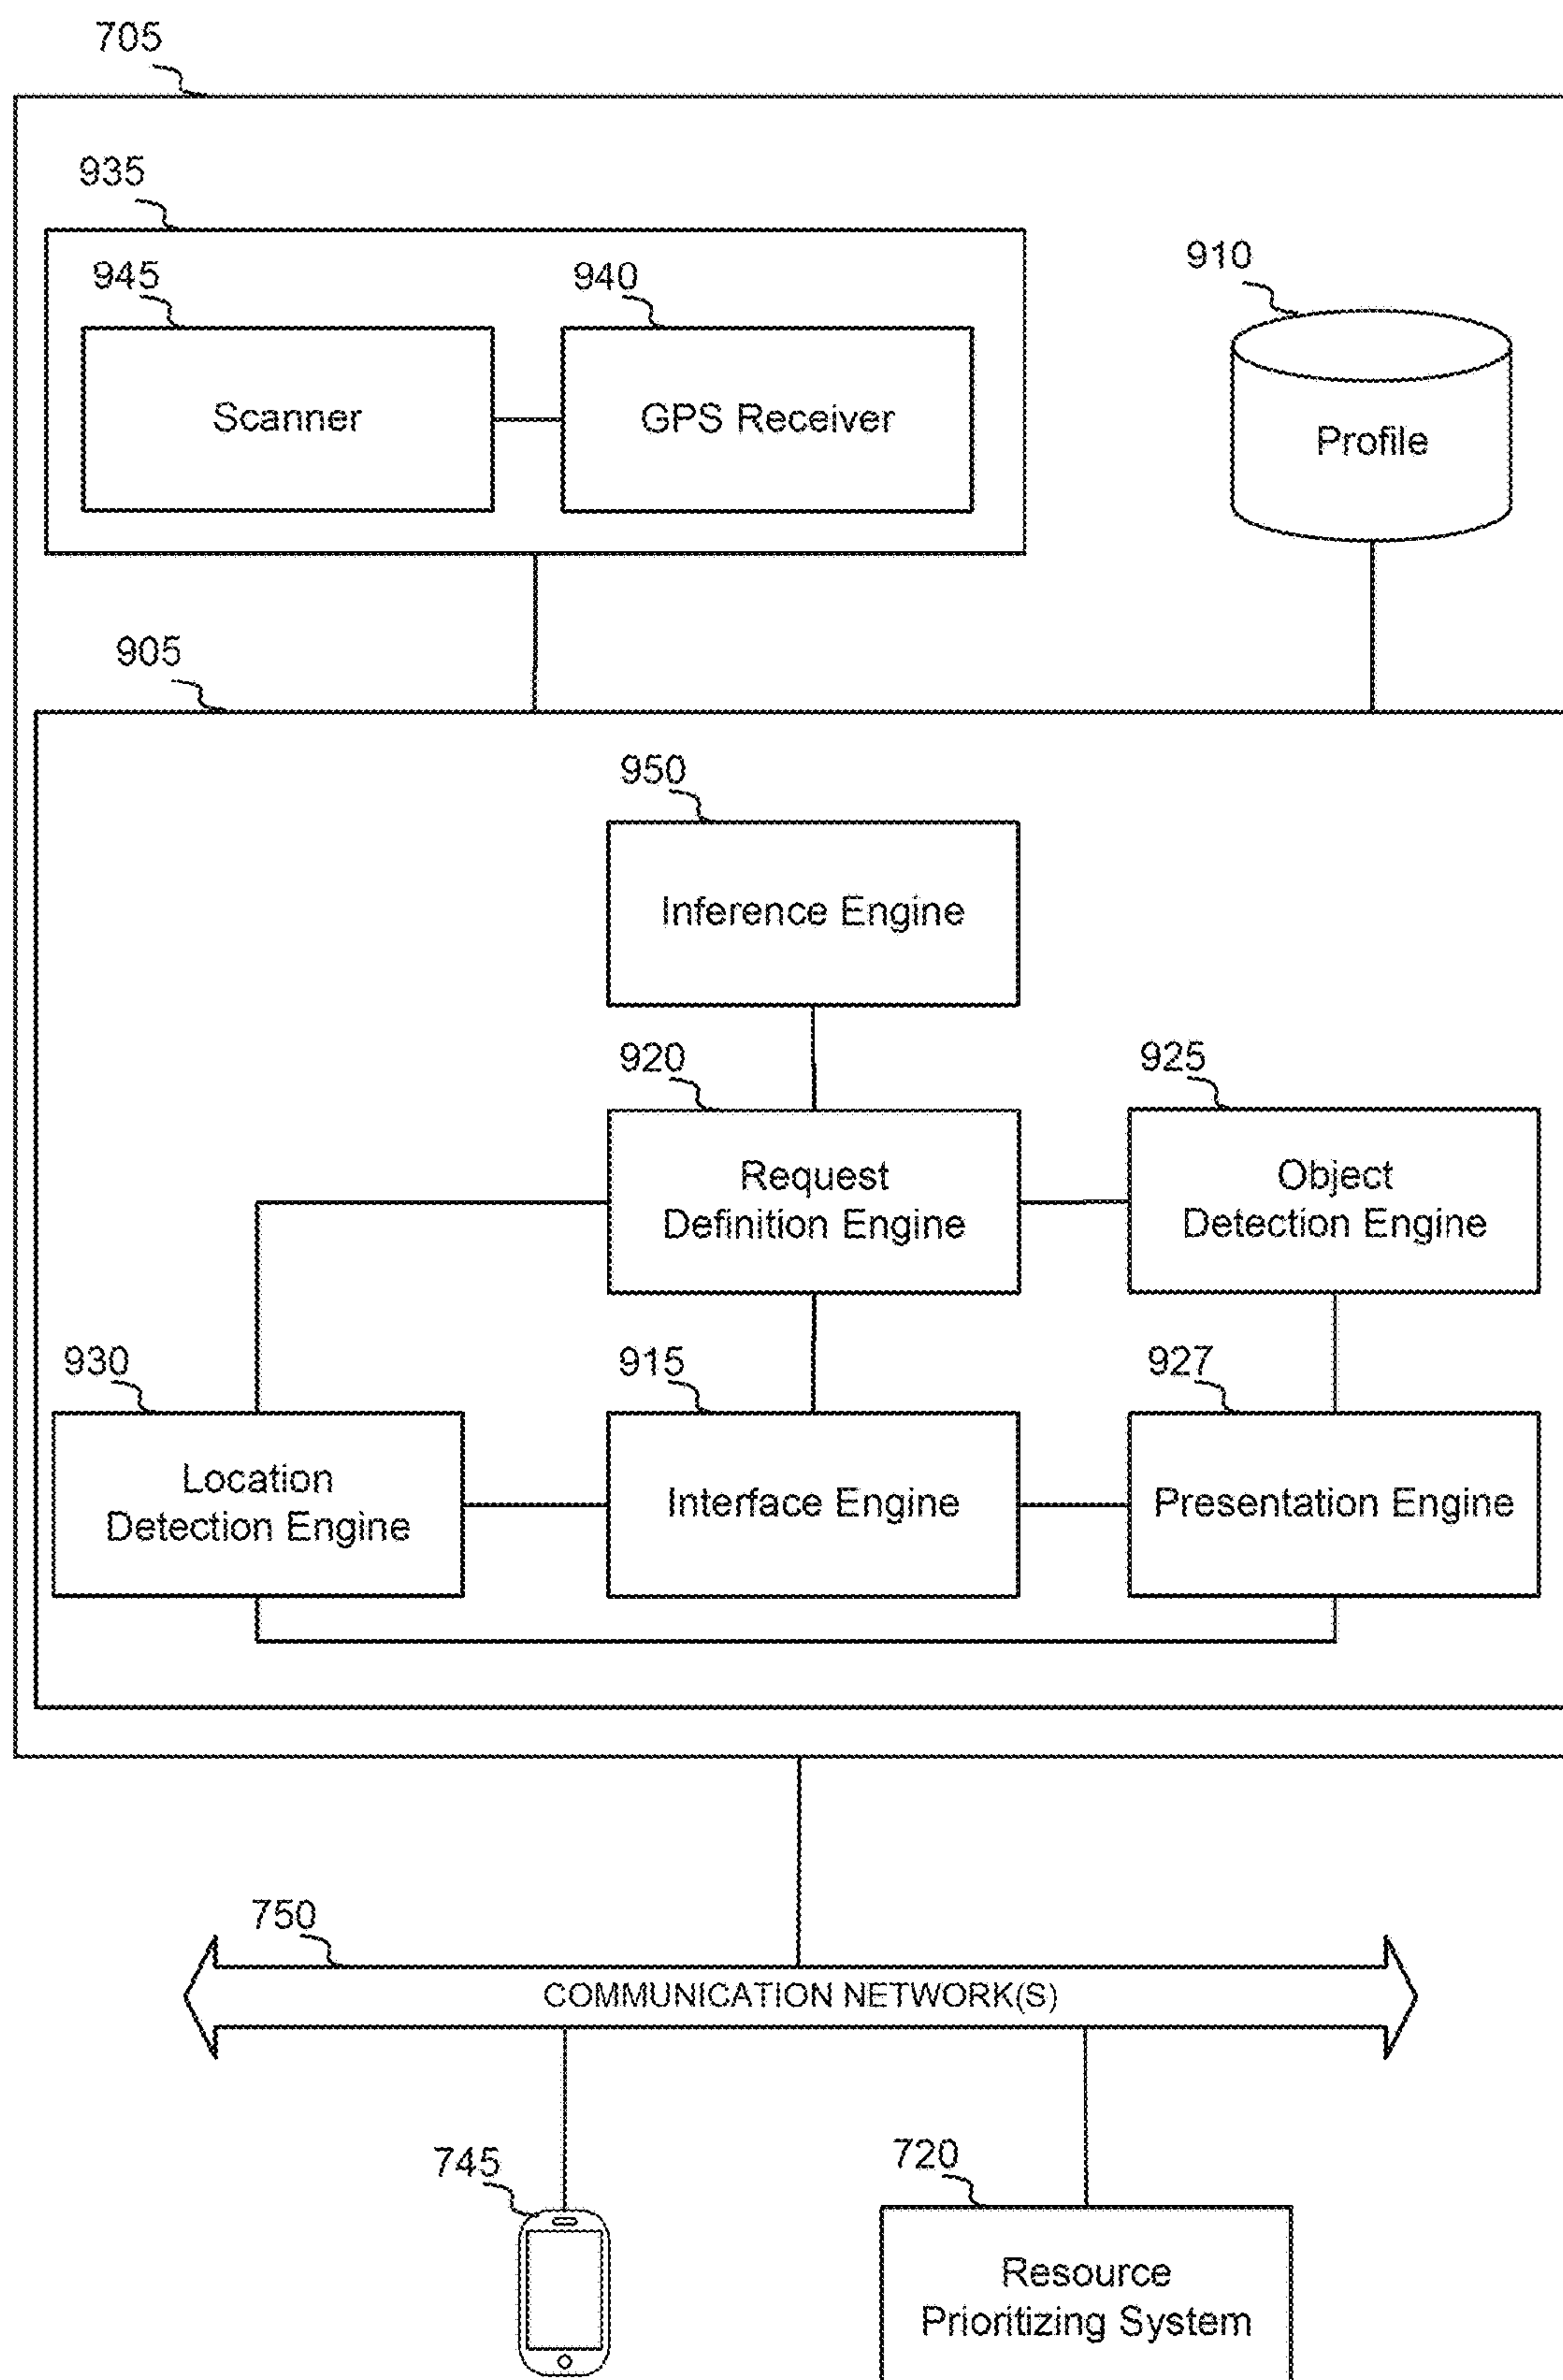 705
935
945
940
910
Scanner
GPS Receiver
Profile
905
950
Inference Engine
920
925
Request
Definition Engine
Object
Detection Engine
930
915
927
Location
Detection Engine
Interface Engine
Presentation Engine
750
COMMUNICATION NETWORK(S)
745
720
Resource
Prioritizing System